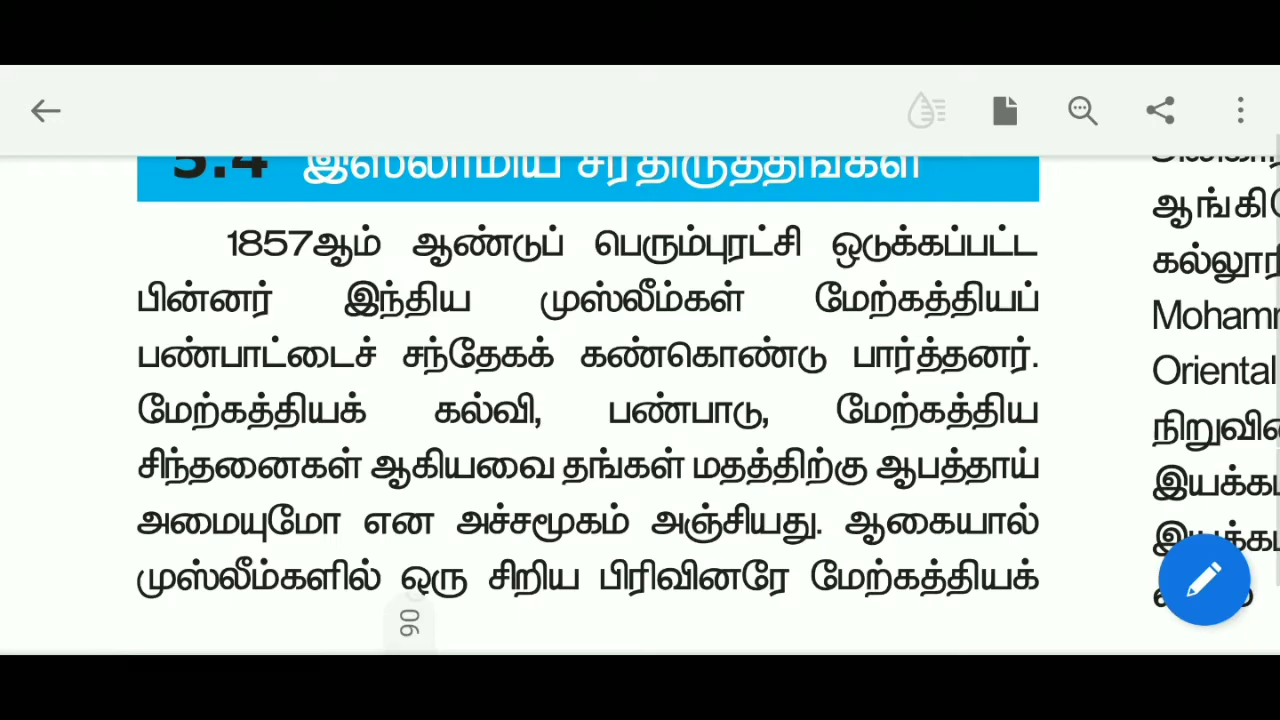 5.4 இஸ்லாமிய சீர்திருத்தங்கள்
1857ஆம் ஆண்டுப் பெரும்புரட்சி ஒடுக்கப்பட்ட
பின்னர் இந்திய முஸ்லீம்கள் மேற்கத்தியப்
பண்பாட்டைச் சந்தேகக் கண்கொண்டு பார்த்தனர்.
மேற்கத்தியக் கல்வி, பண்பாடு, மேற்கத்திய
சிந்தனைகள் ஆகியவை தங்கள் மதத்திற்கு ஆபத்தாய்
அமையுமோ என அச்சமூகம் அஞ்சியது. ஆகையால்
முஸ்லீம்களில் ஒரு சிறிய பிரிவினரே மேற்கத்தியக்
90
Oriental